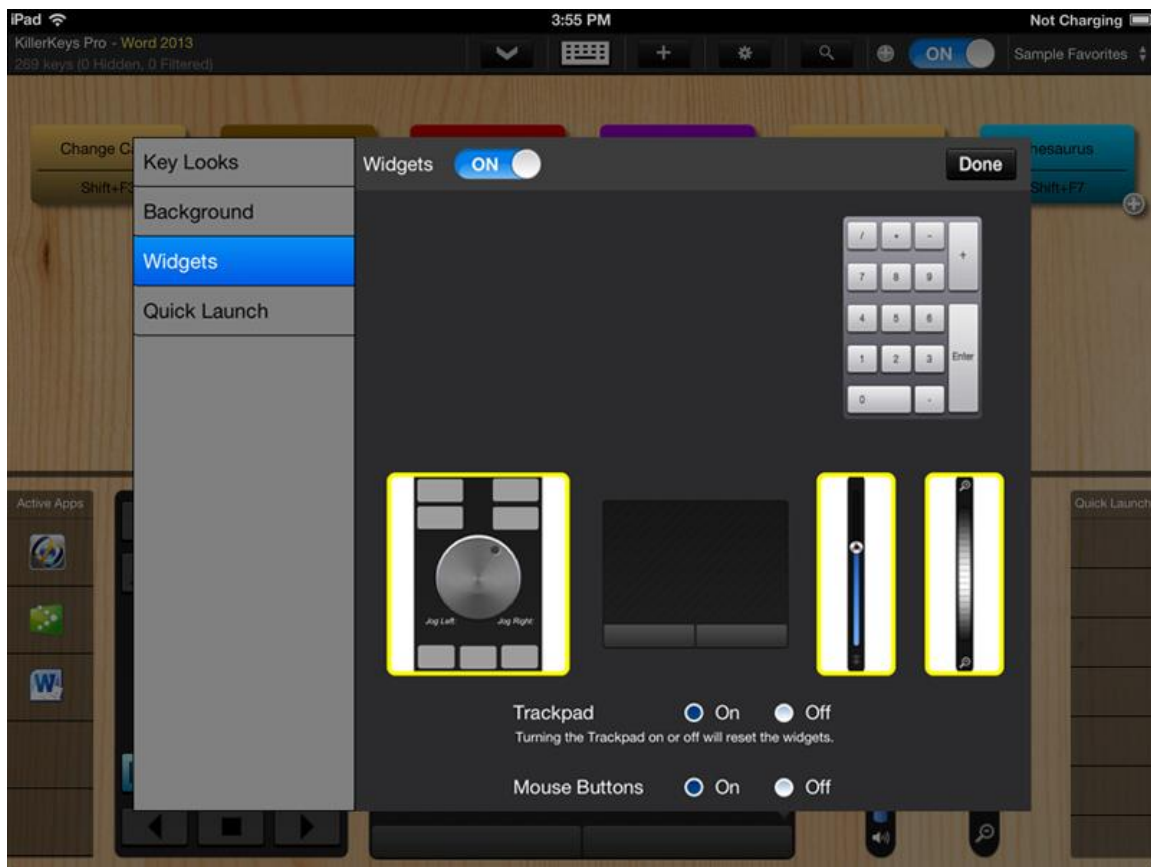 iPad 3:55 PM Not Charging
KillerKeys Pro - Word 2013
269 keys (0 Hidden, 0 Filtered)
ON Sample Favorites
Change C
Shift+F3
hesaurus
Shift+F7
Key Looks
Background
Widgets
Quick Launch
Widgets ON Done
/ * - +
7 8 9
4 5 6
1 2 3 Enter
0 .
Active Apps
Quick Launch
Jog Left Jog Right
W
Trackpad On Off
Turning the Trackpad on or off will reset the widgets.
Mouse Buttons On Off